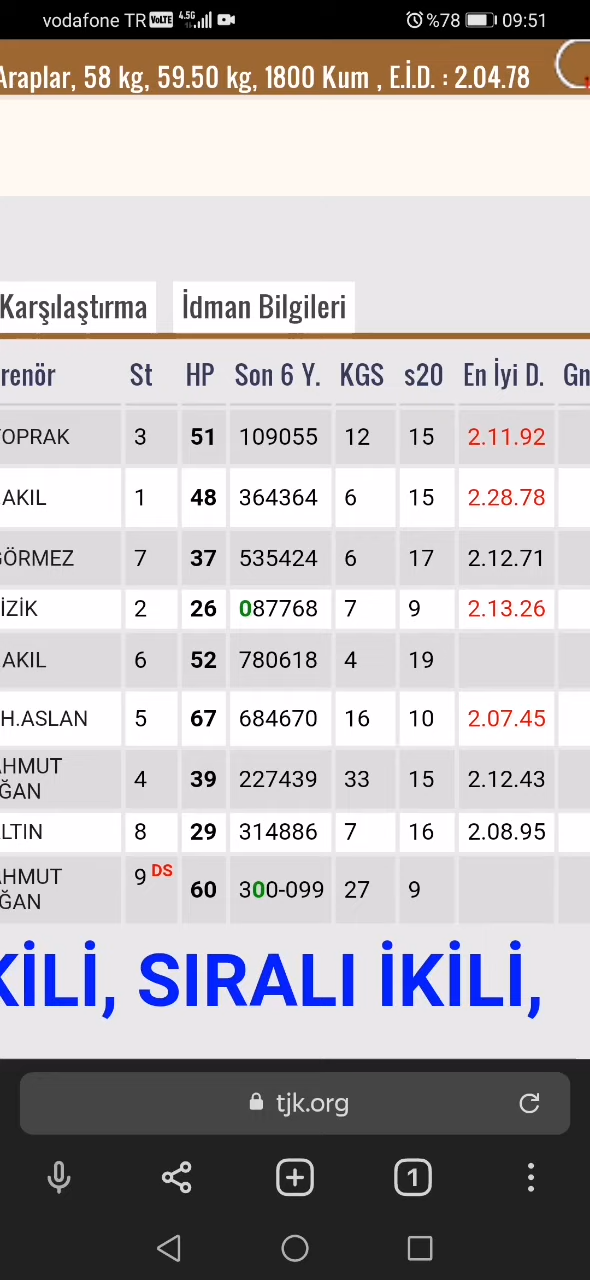 vodafone TR VoLTE 4.5G %78 09:51
Araplar, 58 kg, 59.50 kg, 1800 Kum , E.İ.D. : 2.04.78
Karşılaştırma İdman Bilgileri
renör St HP Son 6 Y. KGS s20 En İyi D. Gn
OPRAK 3 51 109055 12 15 2.11.92
AKIL 1 48 364364 6 15 2.28.78
GÖRMEZ 7 37 535424 6 17 2.12.71
İZİK 2 26 087768 7 9 2.13.26
AKIL 6 52 780618 4 19
H.ASLAN 5 67 684670 16 10 2.07.45
AHMUT
ĞAN 4 39 227439 33 15 2.12.43
LTIN 8 29 314886 7 16 2.08.95
AHMUT
ĞAN 9 DS 60 300-099 27 9
KİLİ, SIRALI İKİLİ,
tjk.org
1